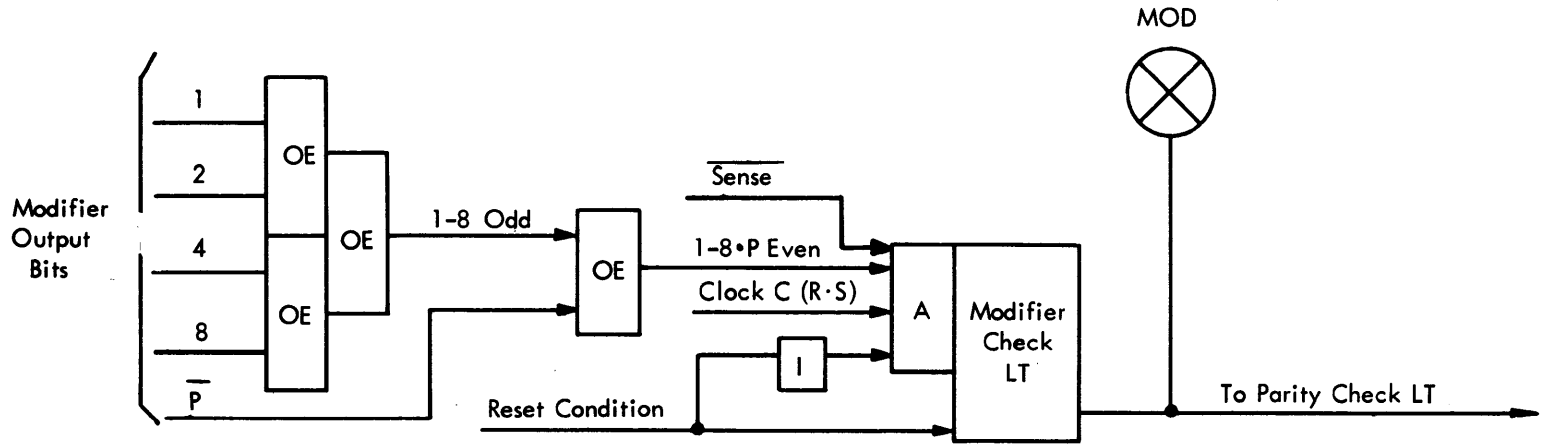 MOD
1
OE
2
Sense
Modifier
Output
Bits
1-8 Odd
4
OE
OE
1-8•P Even
Clock C (R·S)
A
Modifier
Check
LT
OE
8
I
P
Reset Condition
To Parity Check LT